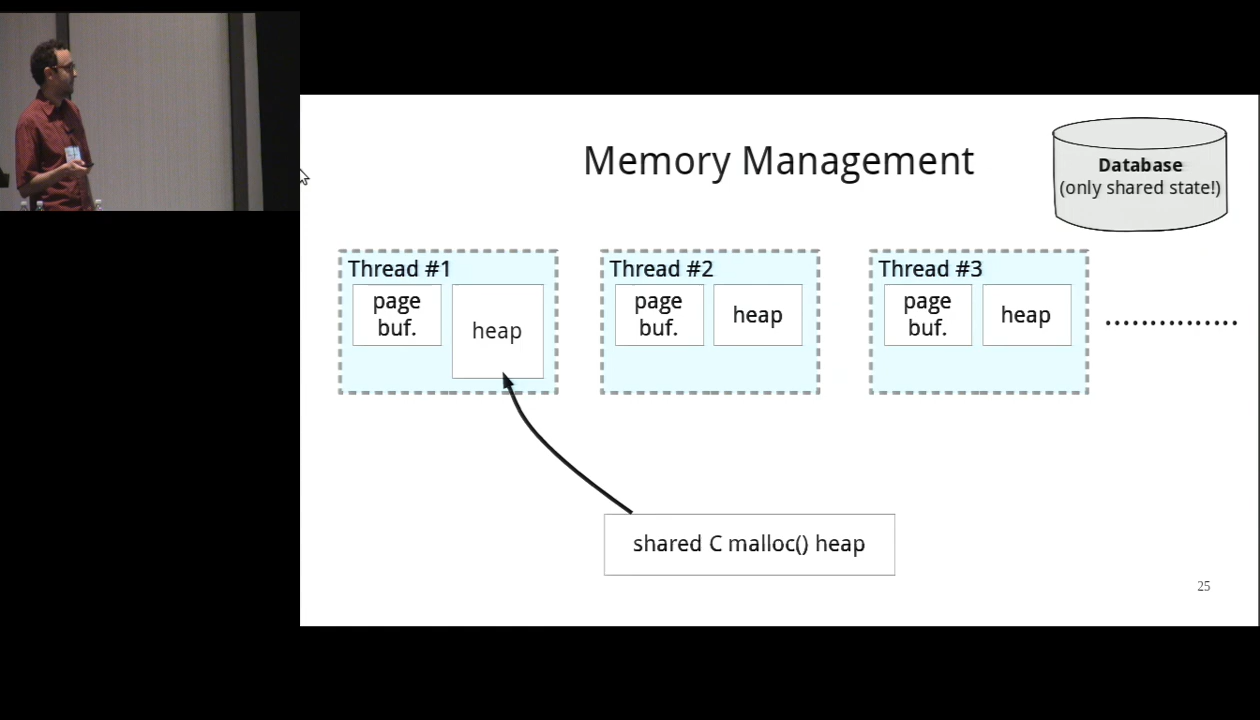 Memory Management
Database
(only shared state!)
Thread #1
page
buf.
heap
Thread #2
page
buf.
heap
Thread #3
page
buf.
heap
...............
shared C malloc() heap
25